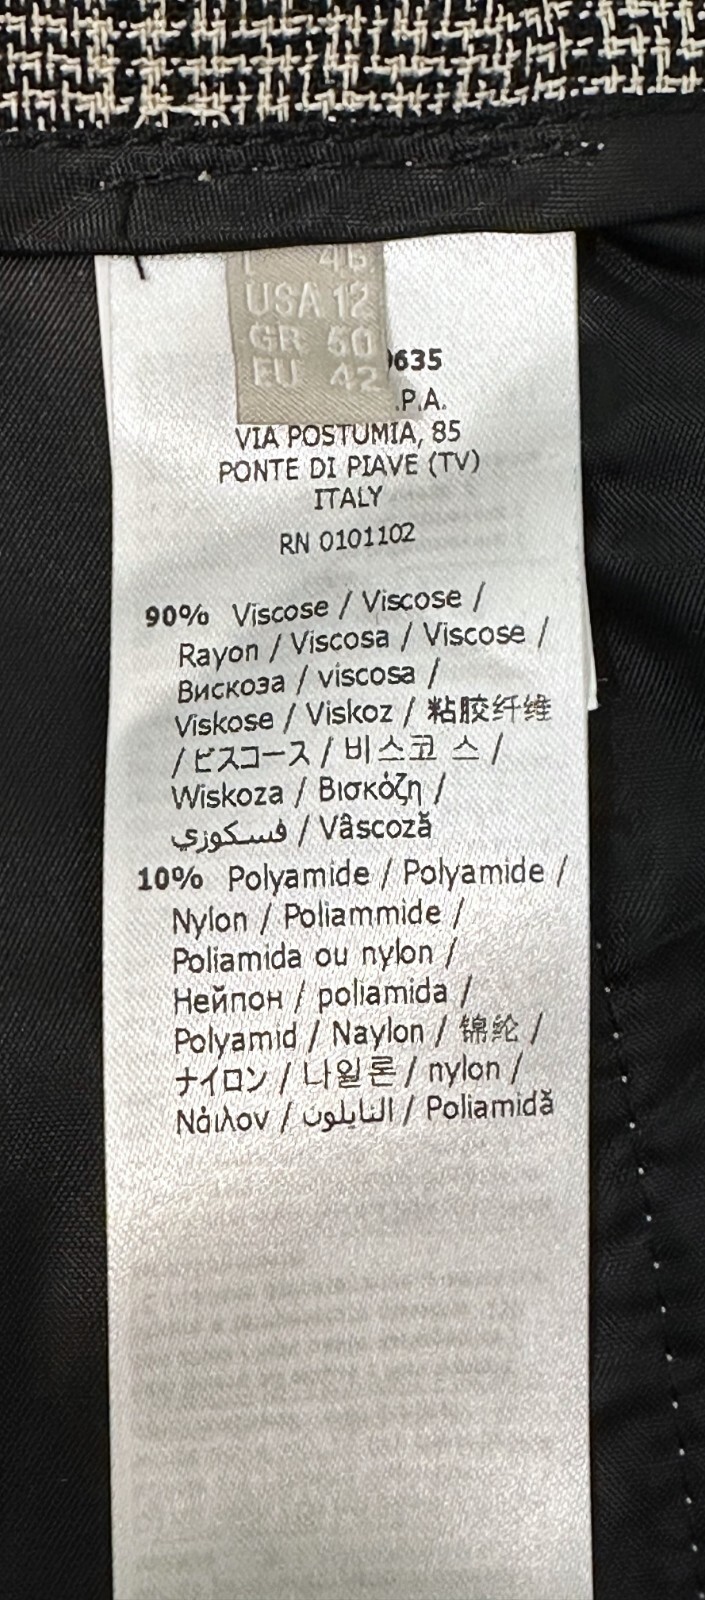 46
USA 12
GR 50
EU 42
635
.P.A.
VIA POSTUMIA, 85
PONTE DI PIAVE (TV)
ITALY
RN 0101102
90% Viscose / Viscose /
Rayon / Viscosa / Viscose /
Вискоза / viscosa /
Viskose / Viskoz / 粘胶纤维
/ ビスコース / 비스코 스 /
Wiskoza / Βισκόζη /
فسكوزي / Vâscoză
10% Polyamide / Polyamide /
Nylon / Poliammide /
Poliamida ou nylon /
Нейпон / poliamida /
Polyamid / Naylon / 锦纶 /
ナイロン / 나일론 / nylon /
Νάιλον / النايلون / Poliamidă